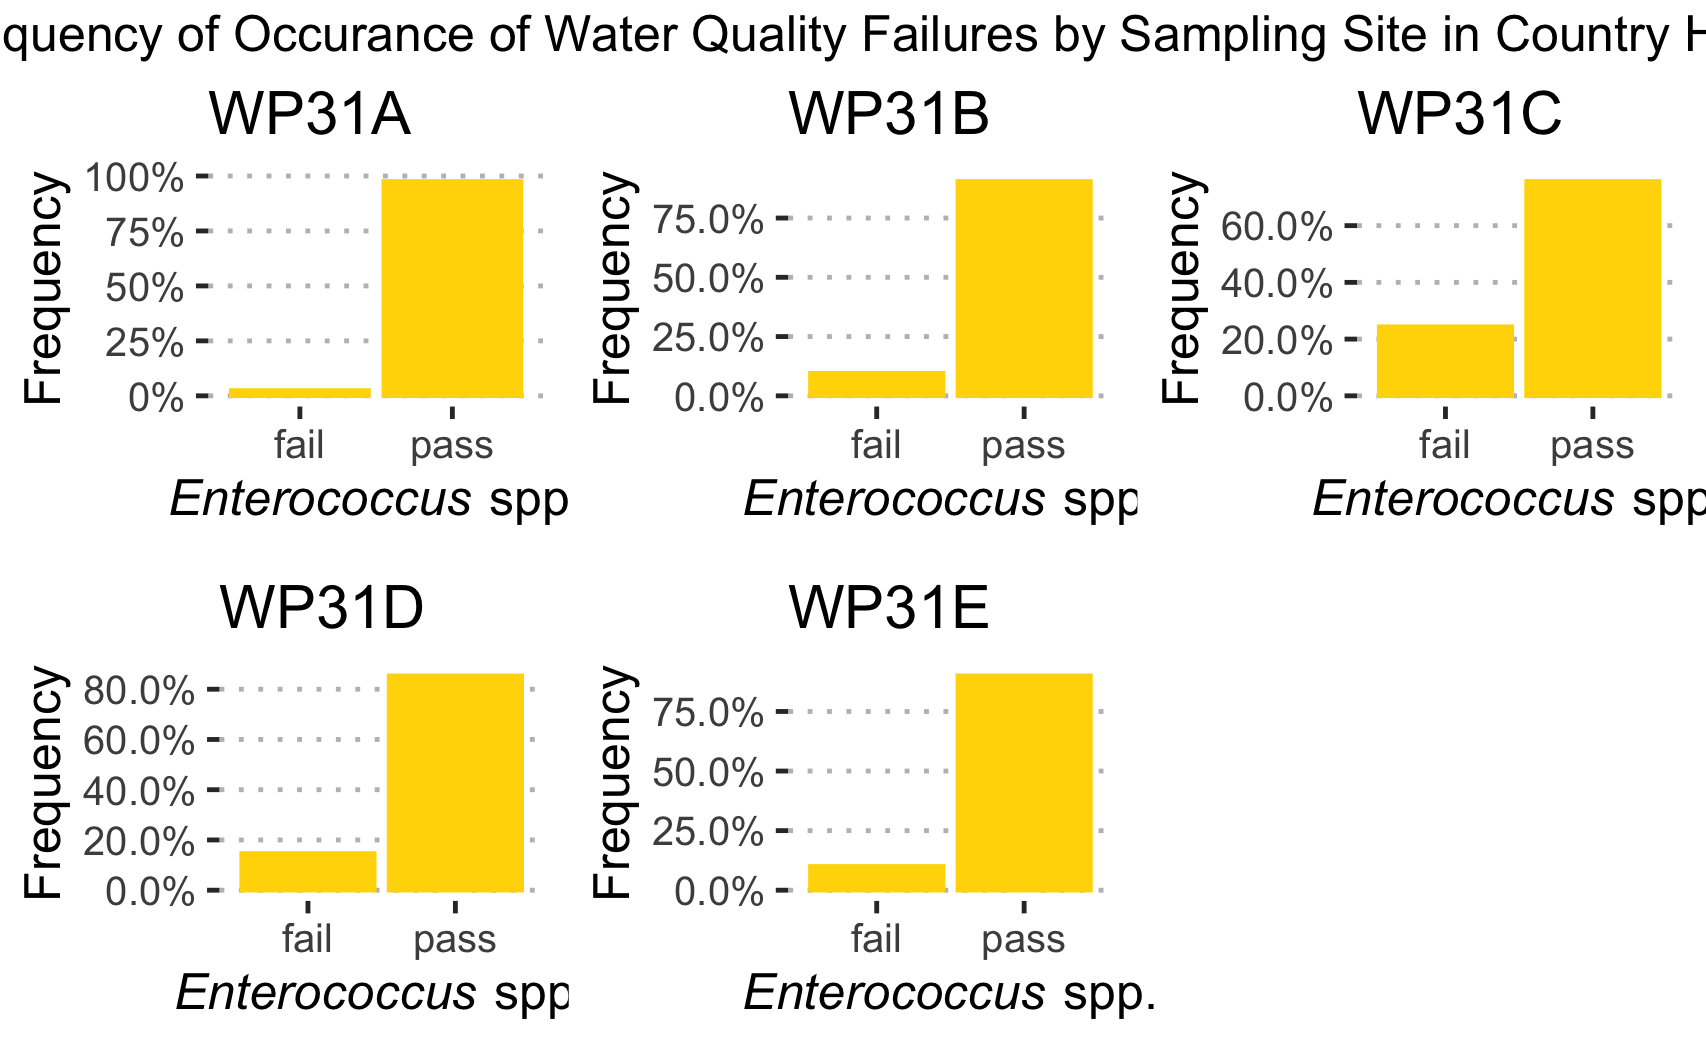 quency of Occurance of Water Quality Failures by Sampling Site in Country H
WP31A
WP31B
WP31C
Frequency
100%
75%
50%
25%
0%
fail pass
Enterococcus spp
Frequency
75.0%
50.0%
25.0%
0.0%
fail pass
Enterococcus spp
Frequency
60.0%
40.0%
20.0%
0.0%
fail pass
Enterococcus spp
WP31D
WP31E
Frequency
80.0%
60.0%
40.0%
20.0%
0.0%
fail pass
Enterococcus spp
Frequency
75.0%
50.0%
25.0%
0.0%
fail pass
Enterococcus spp.